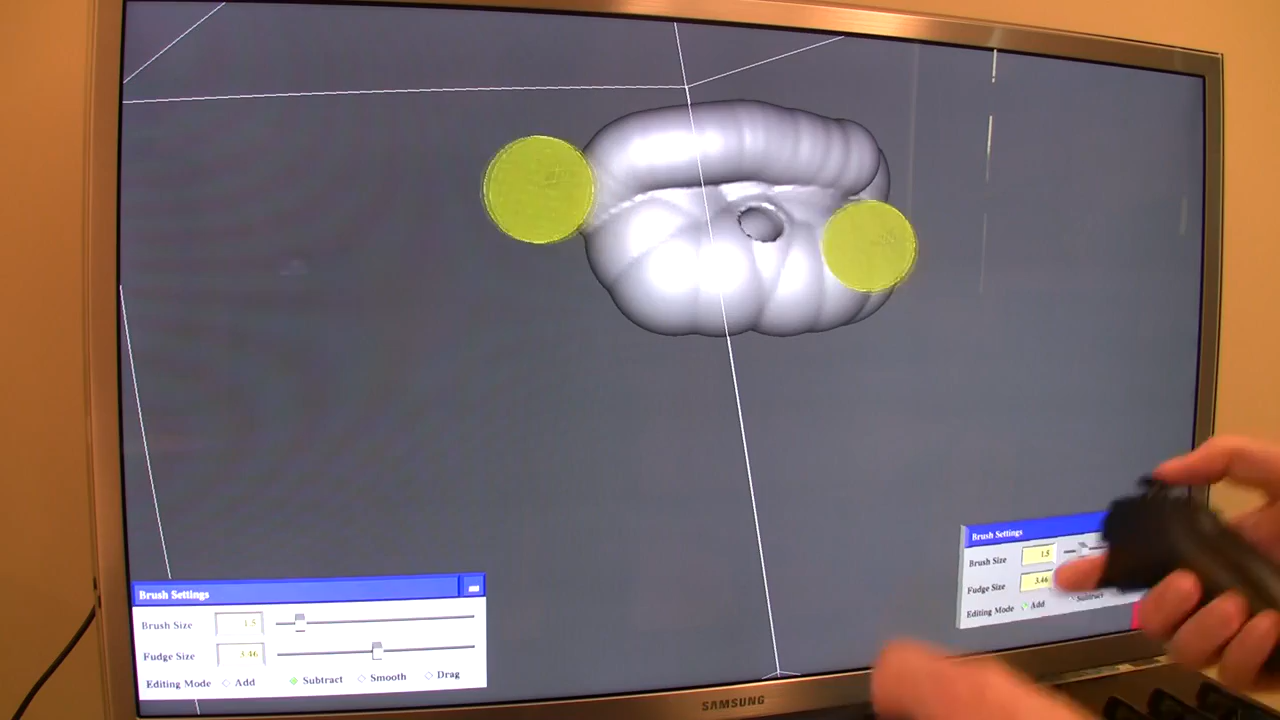 Brush Settings
Brush Size 1.5
Fudge Size 3.46
Editing Mode Add Subtract Smooth Drag
Brush Settings
Brush Size 1.5
Fudge Size 3.46
Editing Mode Add Subtract
SAMSUNG